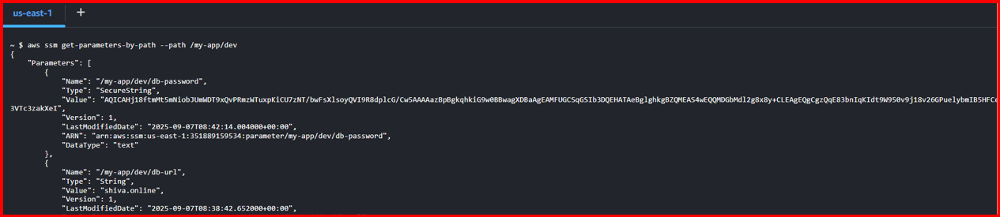 us-east-1 +
~ $ aws ssm get-parameters-by-path --path /my-app/dev
{
    "Parameters": [
        {
            "Name": "/my-app/dev/db-password",
            "Type": "SecureString",
            "Value": "AQICAHj18ftmMt5mNiobJUmWDT9xQvPRmzWTuxpKiCU7zNT/bwFsXlsoyQVI9R8dplcG/Cw5AAAAazBpBgkqhkiG9w0BBwagXDBaAgEAMFUGCSqGSIb3DQEHATAeBglghkgBZQMEAS4wEQQMDGbMdl2g8x8y+CLEAgEQgCgzQqE83bnIqKIdt9W950v9j18v26GPuelybmIB5HFCc
3VTc3zakXeI",
            "Version": 1,
            "LastModifiedDate": "2025-09-07T08:42:14.004000+00:00",
            "ARN": "arn:aws:ssm:us-east-1:351889159534:parameter/my-app/dev/db-password",
            "DataType": "text"
        },
        {
            "Name": "/my-app/dev/db-url",
            "Type": "String",
            "Value": "shiva.online",
            "Version": 1,
            "LastModifiedDate": "2025-09-07T08:38:42.652000+00:00",